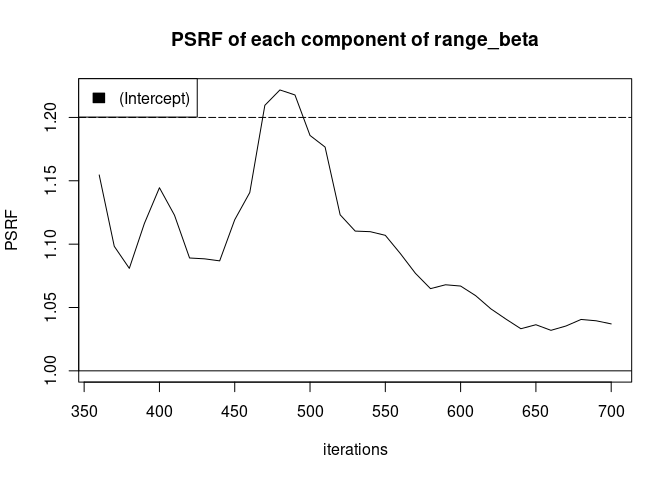 PSRF of each component of range_beta
(Intercept)
PSRF
1.20
1.15
1.10
1.05
1.00
350 400 450 500 550 600 650 700
iterations